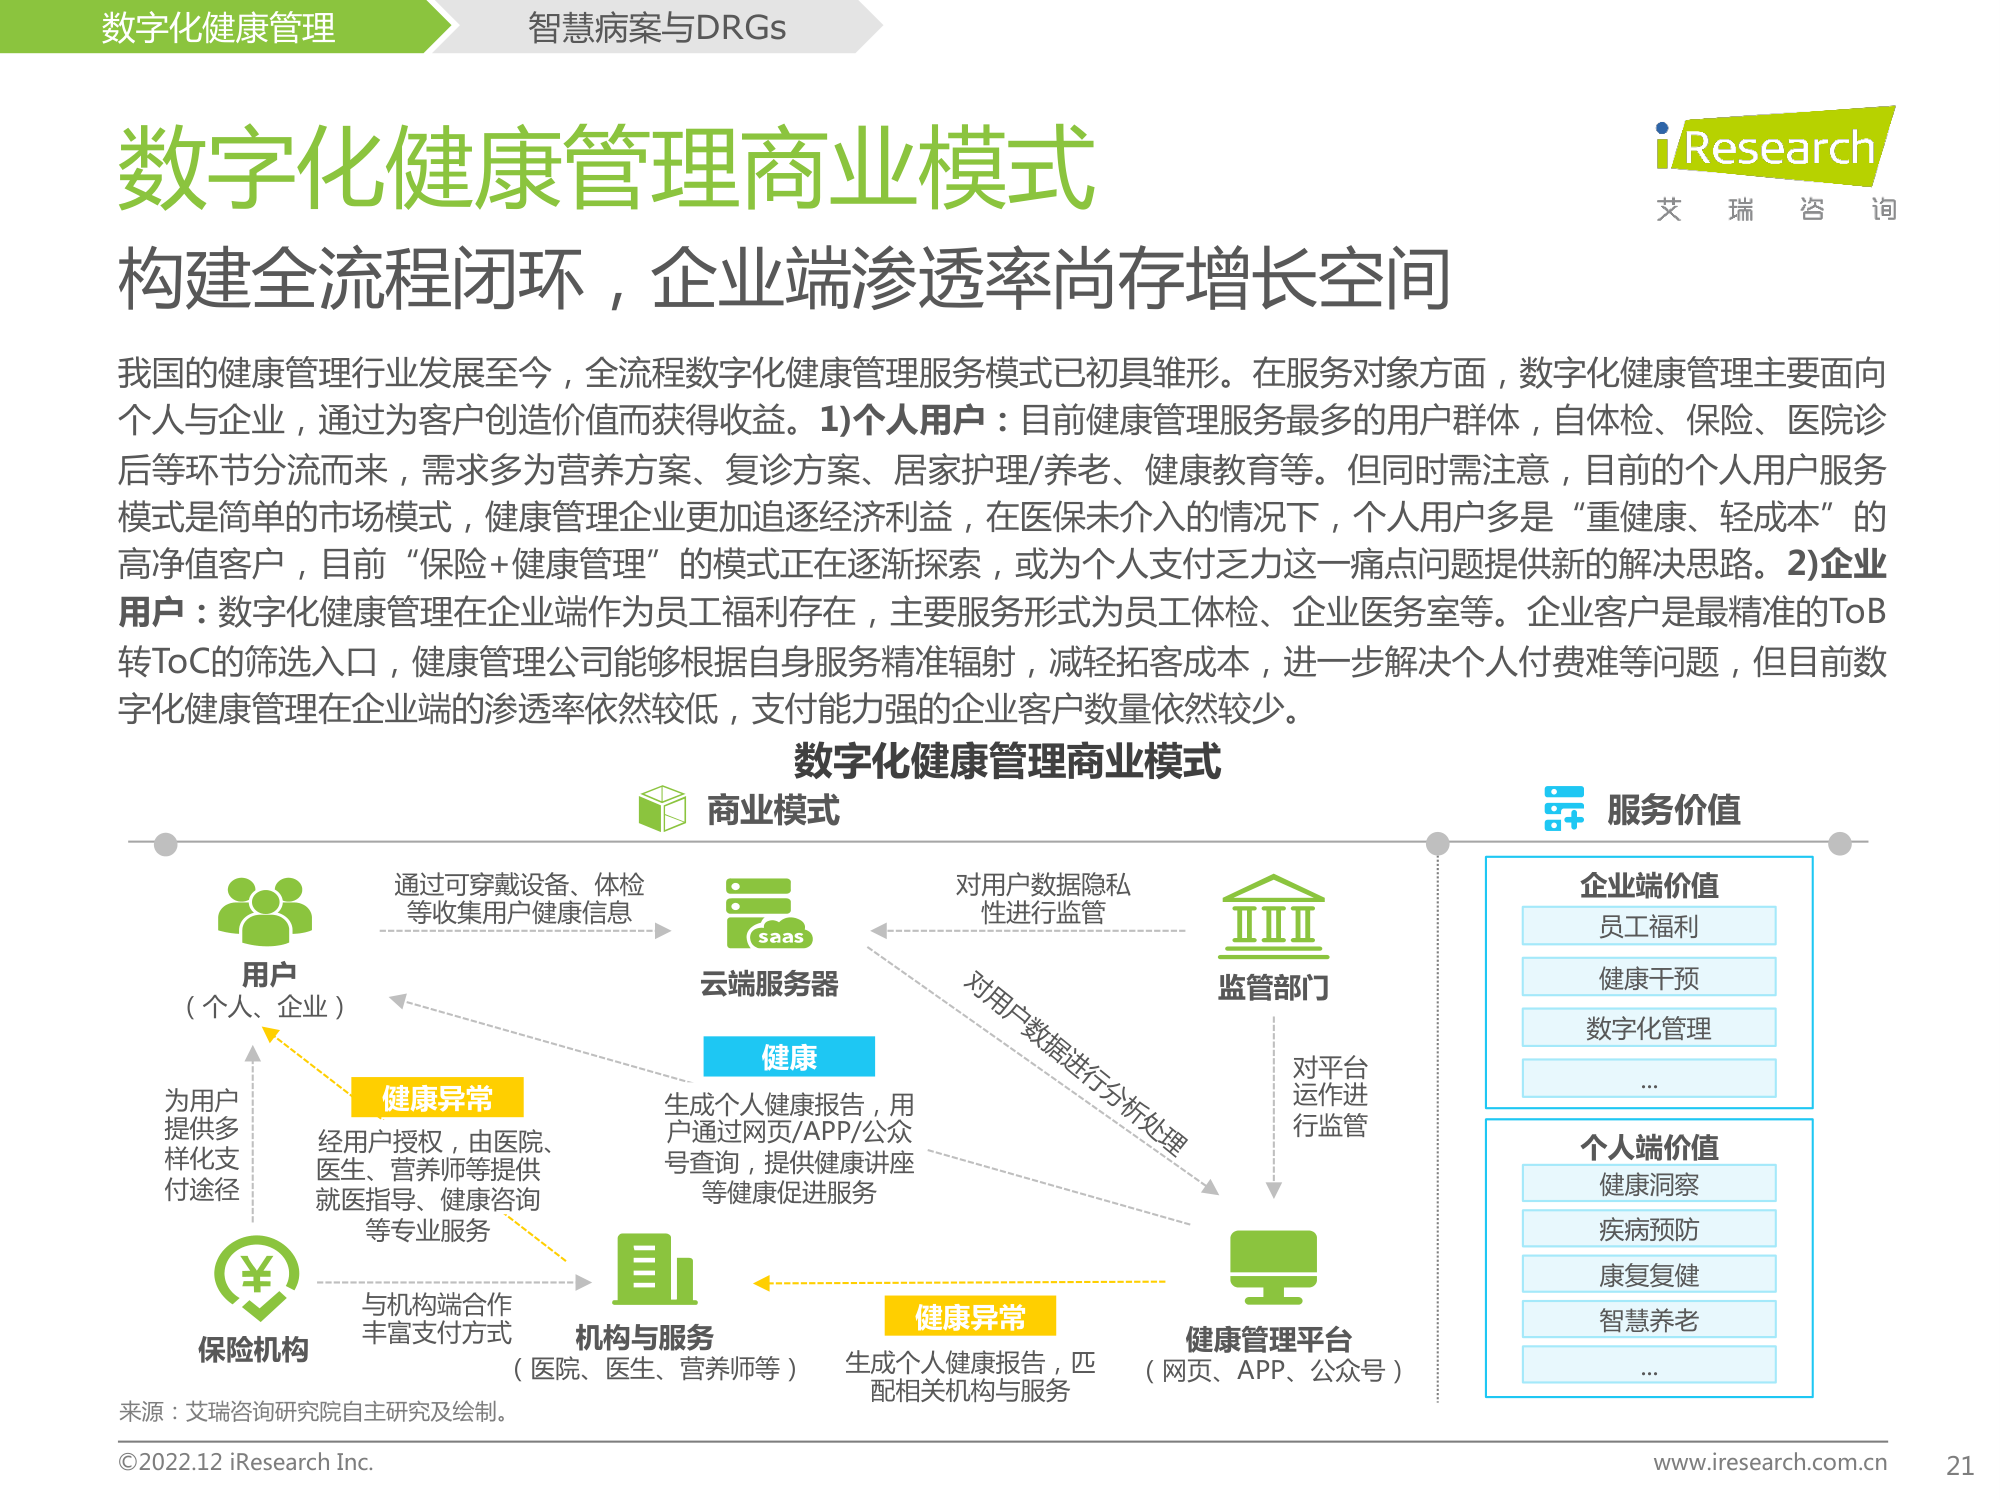 数字化健康管理
智慧病案与DRGs
数字化健康管理商业模式
iResearch
艾瑞咨询
构建全流程闭环，企业端渗透率尚存增长空间
我国的健康管理行业发展至今，全流程数字化健康管理服务模式已初具雏形。在服务对象方面，数字化健康管理主要面向
个人与企业，通过为客户创造价值而获得收益。1)个人用户：目前健康管理服务最多的用户群体，自体检、保险、医院诊
后等环节分流而来，需求多为营养方案、复诊方案、居家护理/养老、健康教育等。但同时需注意，目前的个人用户服务
模式是简单的市场模式，健康管理企业更加追逐经济利益，在医保未介入的情况下，个人用户多是“重健康、轻成本”的
高净值客户，目前“保险+健康管理”的模式正在逐渐探索，或为个人支付乏力这一痛点问题提供新的解决思路。2)企业
用户：数字化健康管理在企业端作为员工福利存在，主要服务形式为员工体检、企业医务室等。企业客户是最精准的ToB
转ToC的筛选入口，健康管理公司能够根据自身服务精准辐射，减轻拓客成本，进一步解决个人付费难等问题，但目前数
字化健康管理在企业端的渗透率依然较低，支付能力强的企业客户数量依然较少。
数字化健康管理商业模式
商业模式
服务价值
用户
（个人、企业）
通过可穿戴设备、体检
等收集用户健康信息
saas
云端服务器
对用户数据隐私
性进行监管
监管部门
对用户数据进行分析处理
对平台
运作进
行监管
健康
生成个人健康报告，用
户通过网页/APP/公众
号查询，提供健康讲座
等健康促进服务
健康异常
经用户授权，由医院、
医生、营养师等提供
就医指导、健康咨询
等专业服务
为用户
提供多
样化支
付途径
¥
保险机构
与机构端合作
丰富支付方式
机构与服务
（医院、医生、营养师等）
健康异常
生成个人健康报告，匹
配相关机构与服务
健康管理平台
（网页、APP、公众号）
企业端价值
员工福利
健康干预
数字化管理
...
个人端价值
健康洞察
疾病预防
康复复健
智慧养老
...
来源：艾瑞咨询研究院自主研究及绘制。
©2022.12 iResearch Inc.
www.iresearch.com.cn
21